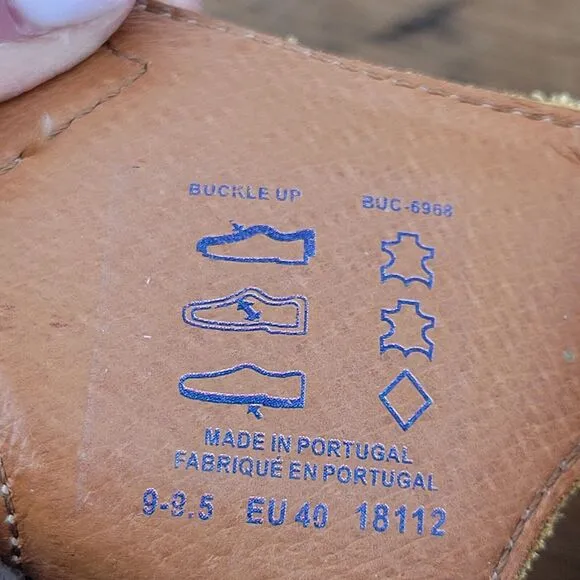 BUCKLE UP BUC-6968
MADE IN PORTUGAL
FABRIQUÉ EN PORTUGAL
9-9.5 EU 40 18112